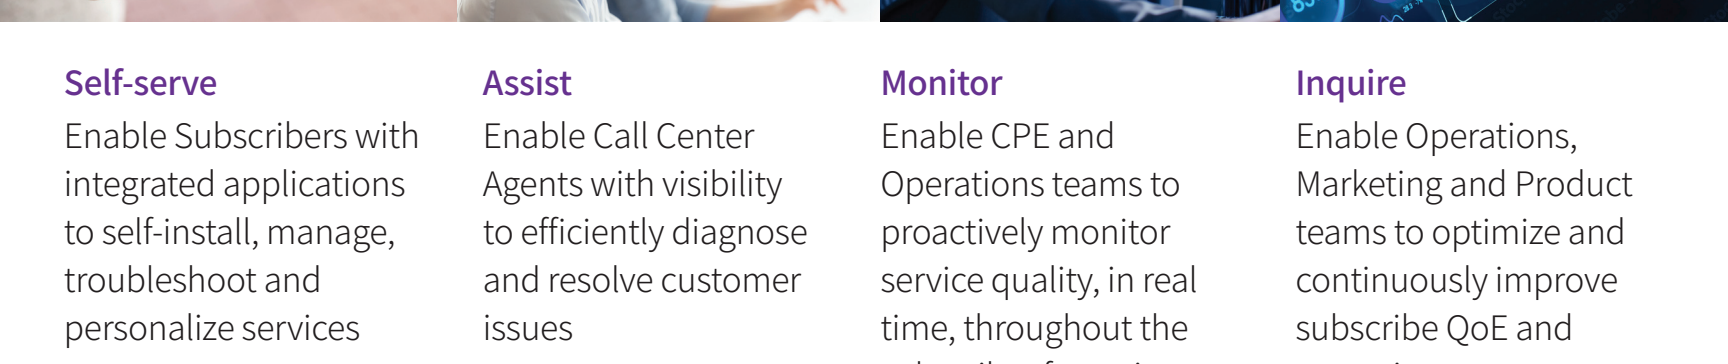 Self-serve
Enable Subscribers with
integrated applications
to self-install, manage,
troubleshoot and
personalize services
Assist
Enable Call Center
Agents with visibility
to efficiently diagnose
and resolve customer
issues
Monitor
Enable CPE and
Operations teams to
proactively monitor
service quality, in real
time, throughout the
Inquire
Enable Operations,
Marketing and Product
teams to optimize and
continuously improve
subscribe QoE and